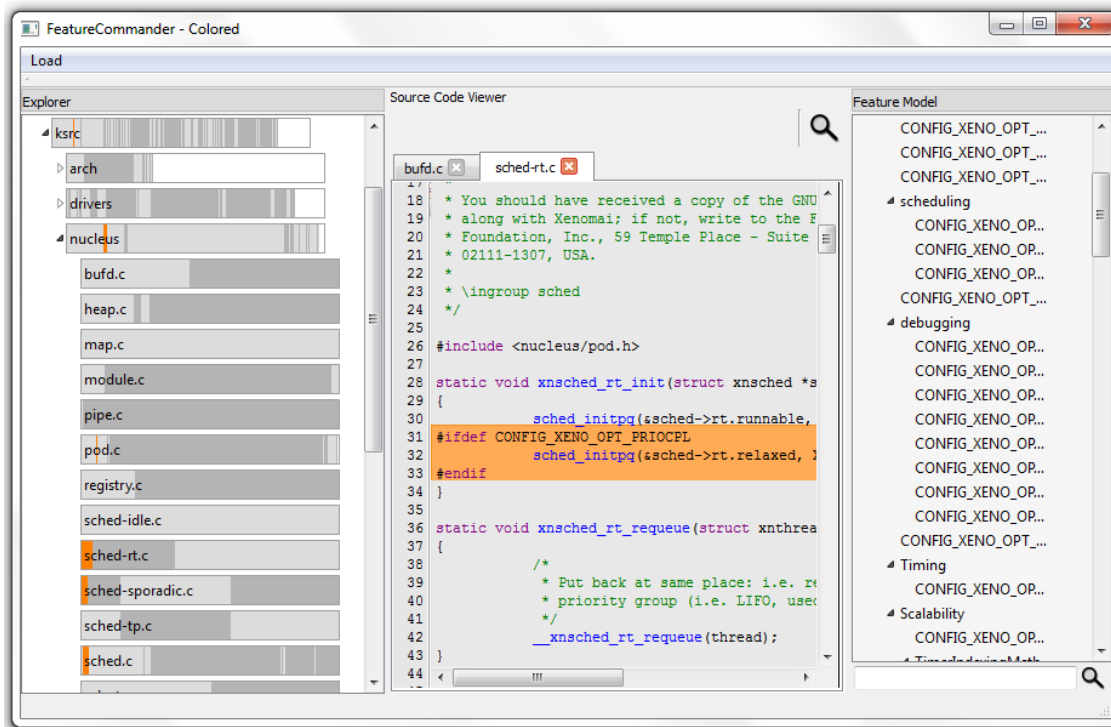 FeatureCommander - Colored
Load
Explorer
ksrc
arch
drivers
nucleus
bufd.c
heap.c
map.c
module.c
pipe.c
pod.c
registry.c
sched-idle.c
sched-rt.c
sched-sporadic.c
sched-tp.c
sched.c
Source Code Viewer
bufd.c
sched-rt.c
17 *
18 * You should have received a copy of the GNU
19 * along with Xenomai; if not, write to the F
20 * Foundation, Inc., 59 Temple Place - Suite
21 * 02111-1307, USA.
22 *
23 * \ingroup sched
24 */
25
26 #include <nucleus/pod.h>
27
28 static void xnsched_rt_init(struct xnsched *s
29 {
30 sched_initpq(&sched->rt.runnable,
31 #ifdef CONFIG_XENO_OPT_PRIOCPL
32 sched_initpq(&sched->rt.relaxed, X
33 #endif
34 }
35
36 static void xnsched_rt_requeue(struct xnthrea
37 {
38 /*
39 * Put back at same place: i.e. re
40 * priority group (i.e. LIFO, used
41 */
42 __xnsched_rt_requeue(thread);
43 }
44
Feature Model
CONFIG_XENO_OPT_...
CONFIG_XENO_OPT_...
CONFIG_XENO_OPT_...
scheduling
CONFIG_XENO_OP...
CONFIG_XENO_OP...
CONFIG_XENO_OP...
CONFIG_XENO_OPT_...
debugging
CONFIG_XENO_OP...
CONFIG_XENO_OP...
CONFIG_XENO_OP...
CONFIG_XENO_OP...
CONFIG_XENO_OP...
CONFIG_XENO_OP...
CONFIG_XENO_OP...
CONFIG_XENO_OP...
CONFIG_XENO_OPT_...
Timing
CONFIG_XENO_OP...
Scalability
CONFIG_XENO_OP...